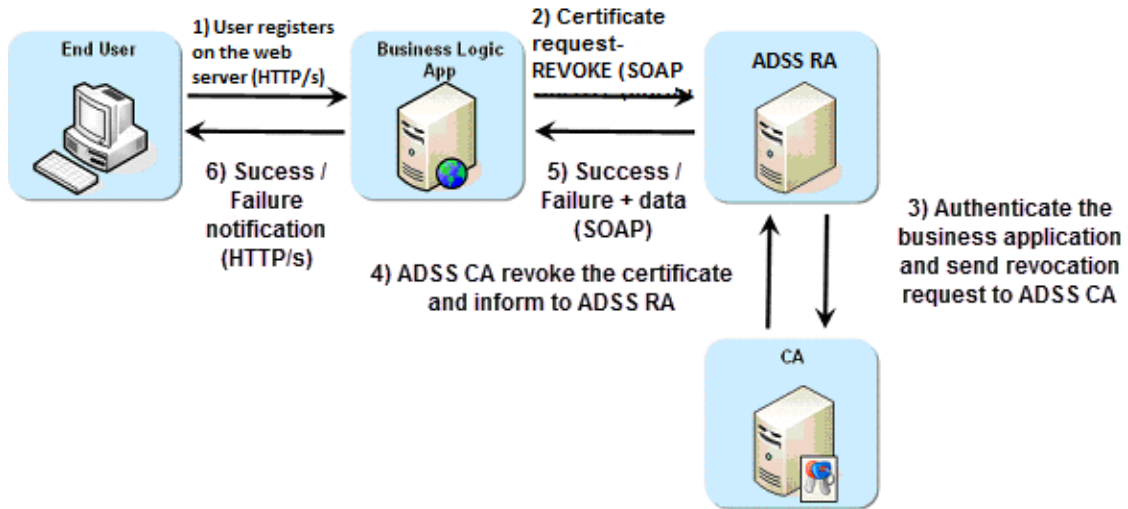 End User
1) User registers
on the web
server (HTTP/s)
Business Logic
App
2) Certificate
request-
REVOKE (SOAP
ADSS RA
6) Sucess /
Failure
notification
(HTTP/s)
5) Success /
Failure + data
(SOAP)
3) Authenticate the
business application
and send revocation
request to ADSS CA
4) ADSS CA revoke the certificate
and inform to ADSS RA
CA